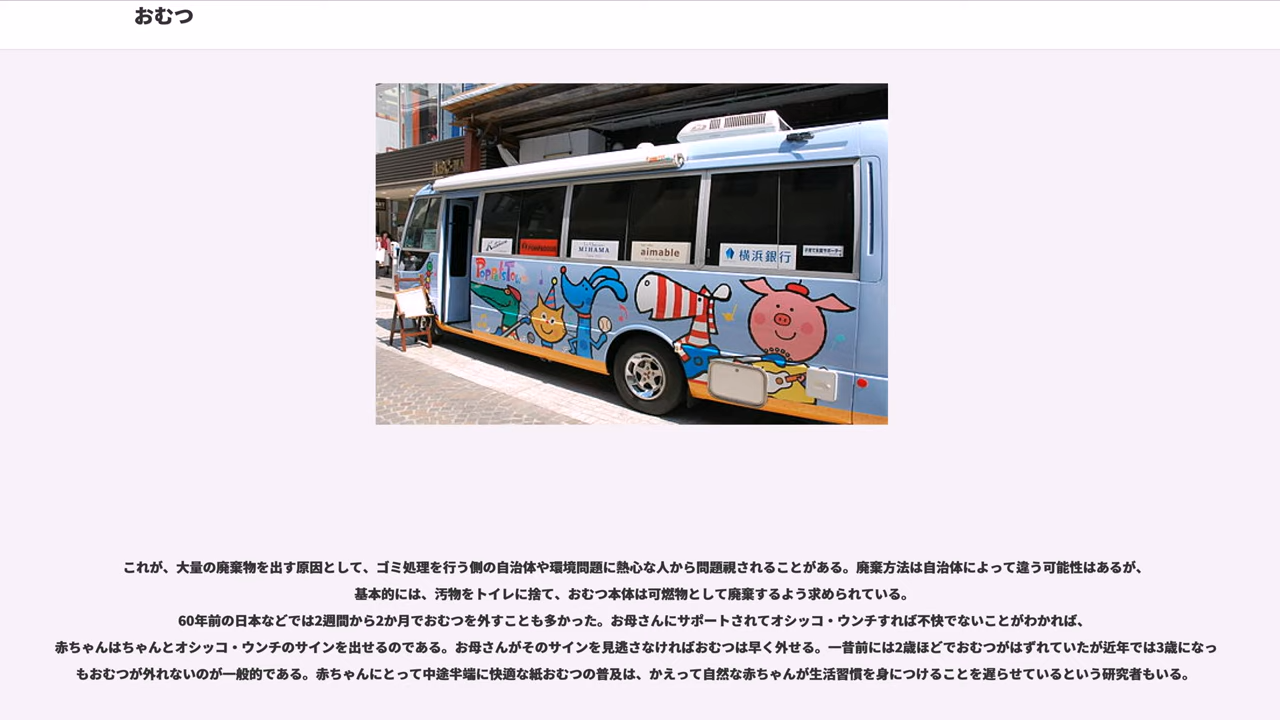 おむつ
MIHAMA
aimable
横浜銀行
子育て支援サポーター
Poppets Town
これが、大量の廃棄物を出す原因として、ゴミ処理を行う側の自治体や環境問題に熱心な人から問題視されることがある。廃棄方法は自治体によって違う可能性はあるが、
基本的には、汚物をトイレに捨て、おむつ本体は可燃物として廃棄するよう求められている。
60年前の日本などでは2週間から2か月でおむつを外すことも多かった。お母さんにサポートされてオシッコ・ウンチすれば不快でないことがわかれば、
赤ちゃんはちゃんとオシッコ・ウンチのサインを出せるのである。お母さんがそのサインを見逃さなければおむつは早く外せる。一昔前には2歳ほどでおむつがはずれていたが近年では3歳になっ
もおむつが外れないのが一般的である。赤ちゃんにとって中途半端に快適な紙おむつの普及は、かえって自然な赤ちゃんが生活習慣を身につけることを遅らせているという研究者もいる。